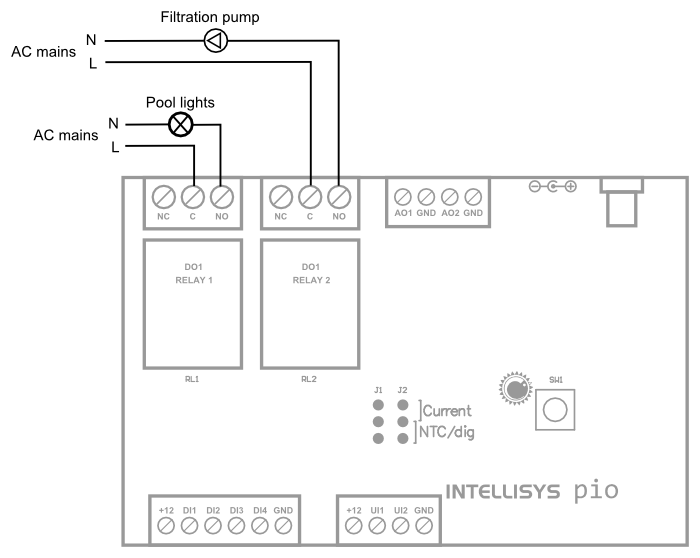 Filtration pump
AC mains
N
L
Pool lights
AC mains
N
L
NC C NO
NC C NO
AO1 GND AO2 GND
DO1
RELAY 1
DO1
RELAY 2
RL1
RL2
J1 J2
Current
NTC/dig
SW1
INTELLISYS pio
+12 DI1 DI2 DI3 DI4 GND
+12 UI1 UI2 GND